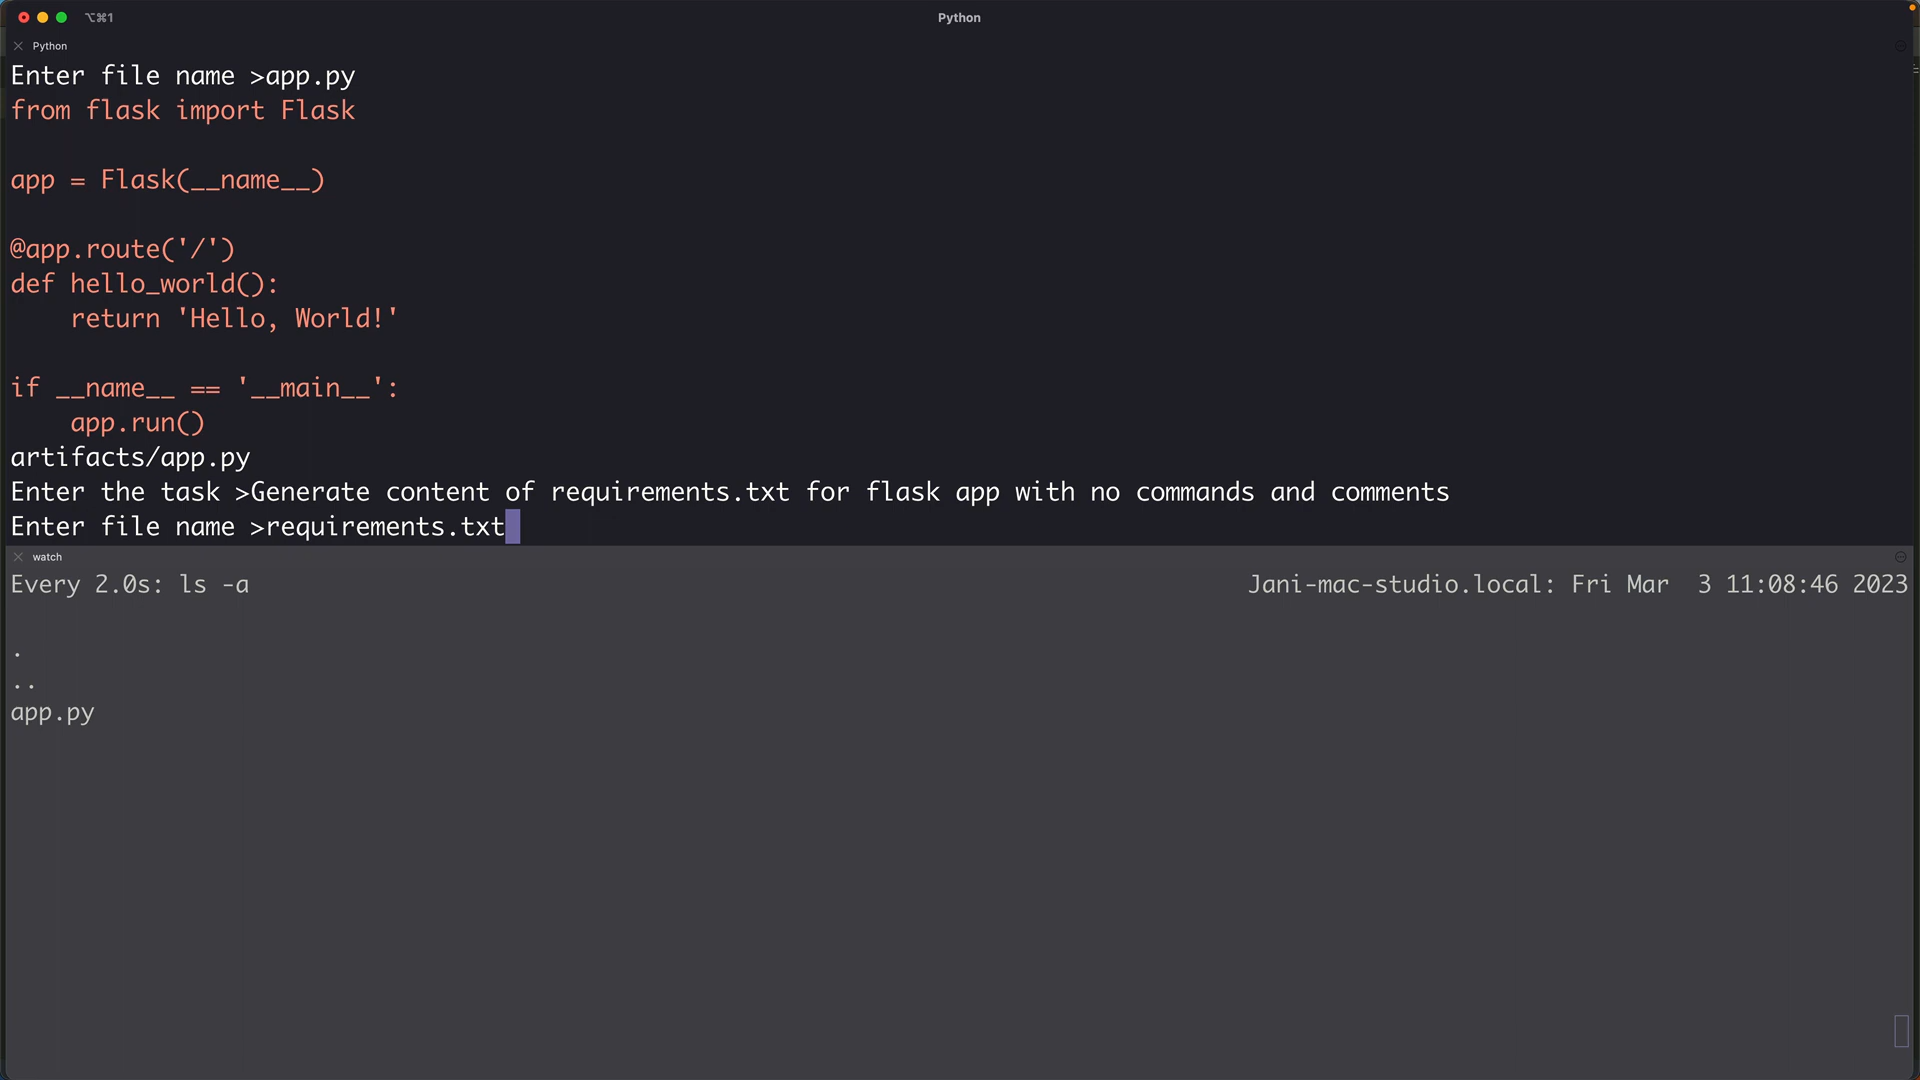 ⌥⌘1
Python
Python
Enter file name >app.py
from flask import Flask
app = Flask(__name__)
@app.route('/')
def hello_world():
    return 'Hello, World!'
if __name__ == '__main__':
    app.run()
artifacts/app.py
Enter the task >Generate content of requirements.txt for flask app with no commands and comments
Enter file name >requirements.txt
watch
Every 2.0s: ls -a
Jani-mac-studio.local: Fri Mar  3 11:08:46 2023
.
..
app.py